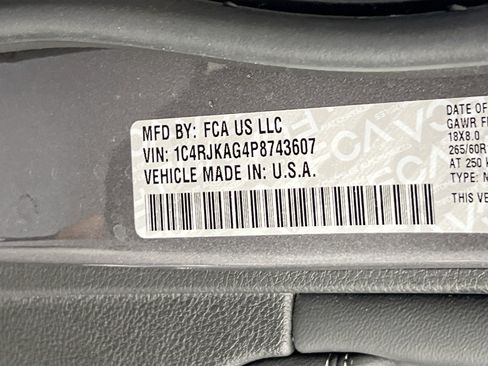 MFD BY: FCA US LLC
VIN: 1C4RJKAG4P8743607
VEHICLE MADE IN: U.S.A.
DATE OF
GAWR F
18X8.0
265/60R
AT 250 k
TYPE: N
THIS VE